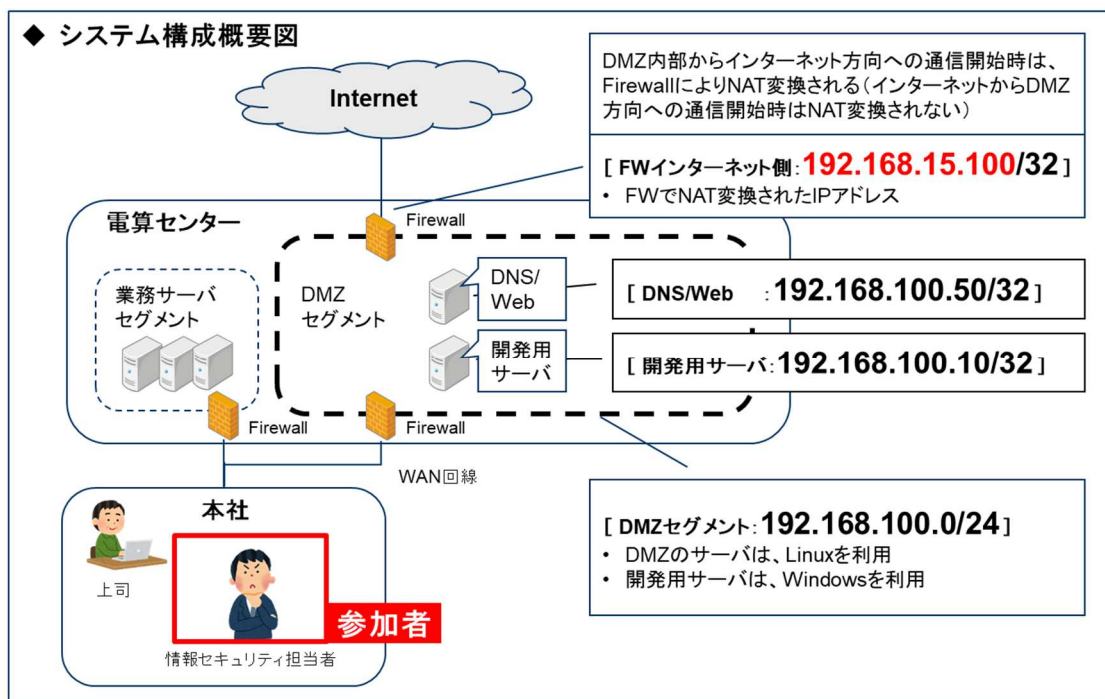 ◆ システム構成概要図
Internet
DMZ内部からインターネット方向への通信開始時は、
FirewallによりNAT変換される（インターネットからDMZ
方向への通信開始時はNAT変換されない）
[ FWインターネット側：192.168.15.100/32 ]
• FWでNAT変換されたIPアドレス
電算センター
Firewall
業務サーバ
セグメント
DMZ
セグメント
DNS/
Web
[ DNS/Web ：192.168.100.50/32 ]
開発用
サーバ
[ 開発用サーバ：192.168.100.10/32 ]
Firewall
Firewall
WAN回線
本社
上司
参加者
情報セキュリティ担当者
[ DMZセグメント：192.168.100.0/24 ]
• DMZのサーバは、Linuxを利用
• 開発用サーバは、Windowsを利用